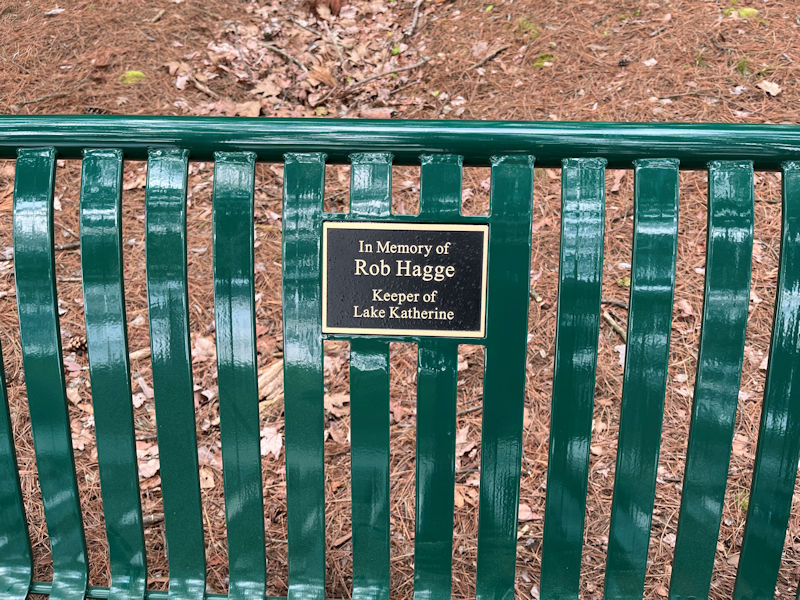 In Memory of
Rob Hagge
Keeper of
Lake Katherine